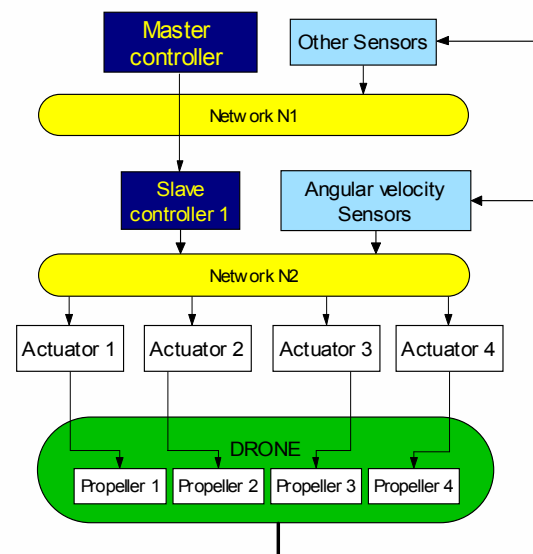 Master
controller
Other Sensors
Network N1
Slave
controller 1
Angular velocity
Sensors
Network N2
Actuator 1
Actuator 2
Actuator 3
Actuator 4
DRONE
Propeller 1
Propeller 2
Propeller 3
Propeller 4